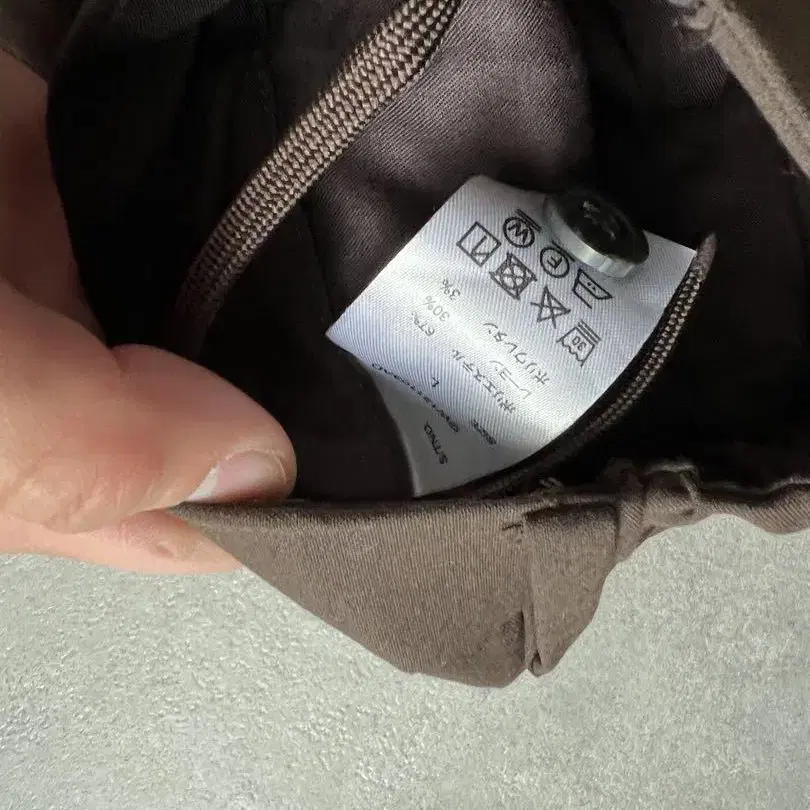 S/TNO.
Size L
ポリエステル 67%
レーヨン 30%
ポリウレタン 3%
30
F
W